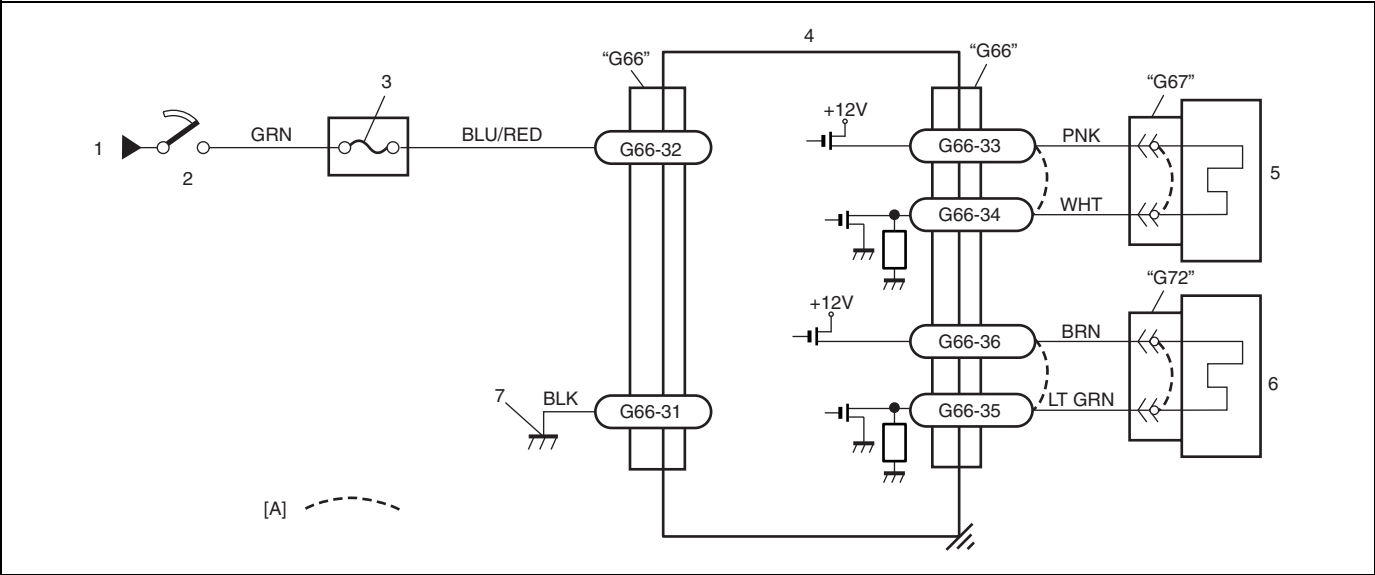 4
“G66”
“G66”
3
“G67”
+12V
1
GRN
BLU/RED
G66-32
G66-33
PNK
2
5
G66-34
WHT
“G72”
+12V
G66-36
BRN
6
7
BLK
G66-31
G66-35
LT GRN
[A]